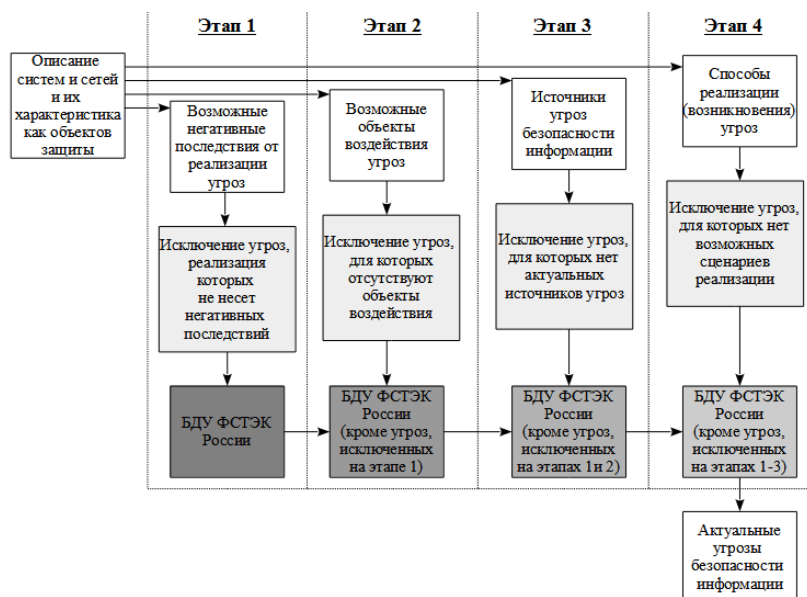 Этап 1
Этап 2
Этап 3
Этап 4
Описание
систем и сетей
и их
характеристика
как объектов
защиты
Возможные
негативные
последствия от
реализации
угроз
Возможные
объекты
воздействия
угроз
Источники
угроз
безопасности
информации
Способы
реализации
(возникновения)
угроз
Исключение угроз,
реализация
которых
не несет
негативных
последствий
Исключение угроз,
для которых
отсутствуют
объекты
воздействия
Исключение угроз,
для которых нет
актуальных
источников угроз
Исключение угроз,
для которых нет
возможных
сценариев
реализации
БДУ ФСТЭК
России
БДУ ФСТЭК
России
(кроме угроз,
исключенных
на этапе 1)
БДУ ФСТЭК
России
(кроме угроз,
исключенных
на этапах 1и 2)
БДУ ФСТЭК
России
(кроме угроз,
исключенных
на этапах 1-3)
Актуальные
угрозы
безопасности
информации